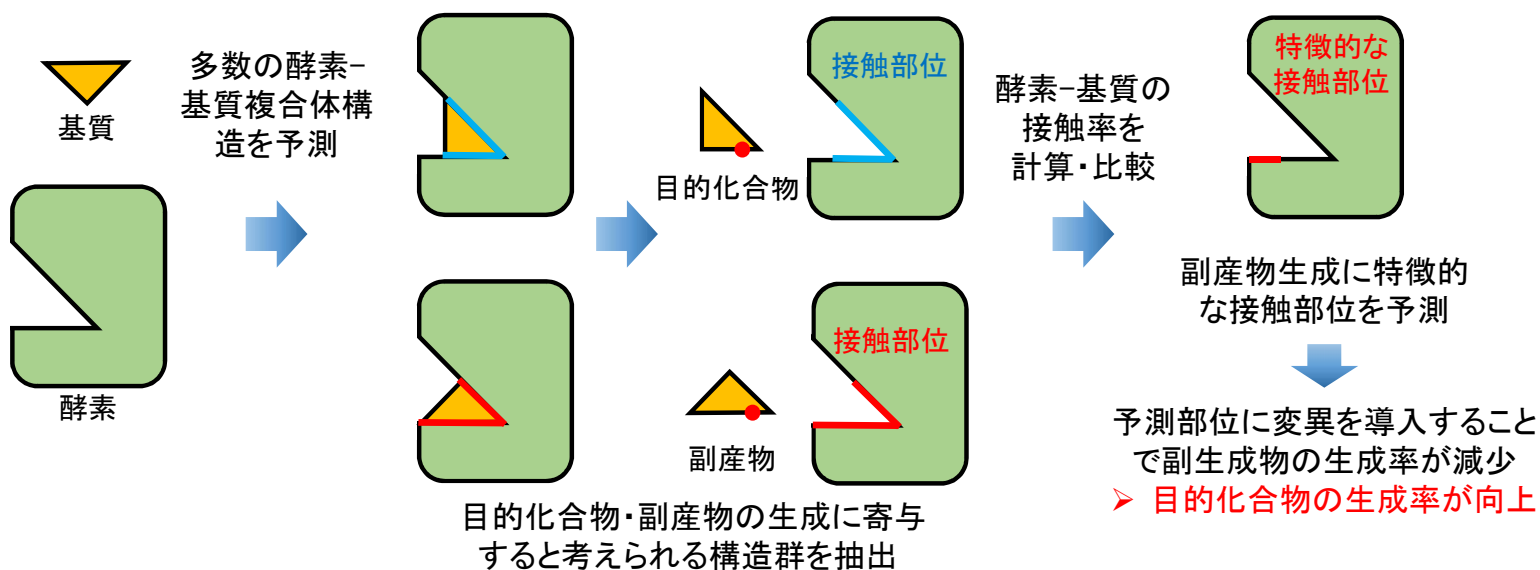 基質
酵素
多数の酵素-
基質複合体構
造を予測
目的化合物
接触部位
副産物
接触部位
目的化合物・副産物の生成に寄与
すると考えられる構造群を抽出
酵素-基質の
接触率を
計算・比較
特徴的な
接触部位
副産物生成に特徴的
な接触部位を予測
予測部位に変異を導入すること
で副生成物の生成率が減少
➢ 目的化合物の生成率が向上